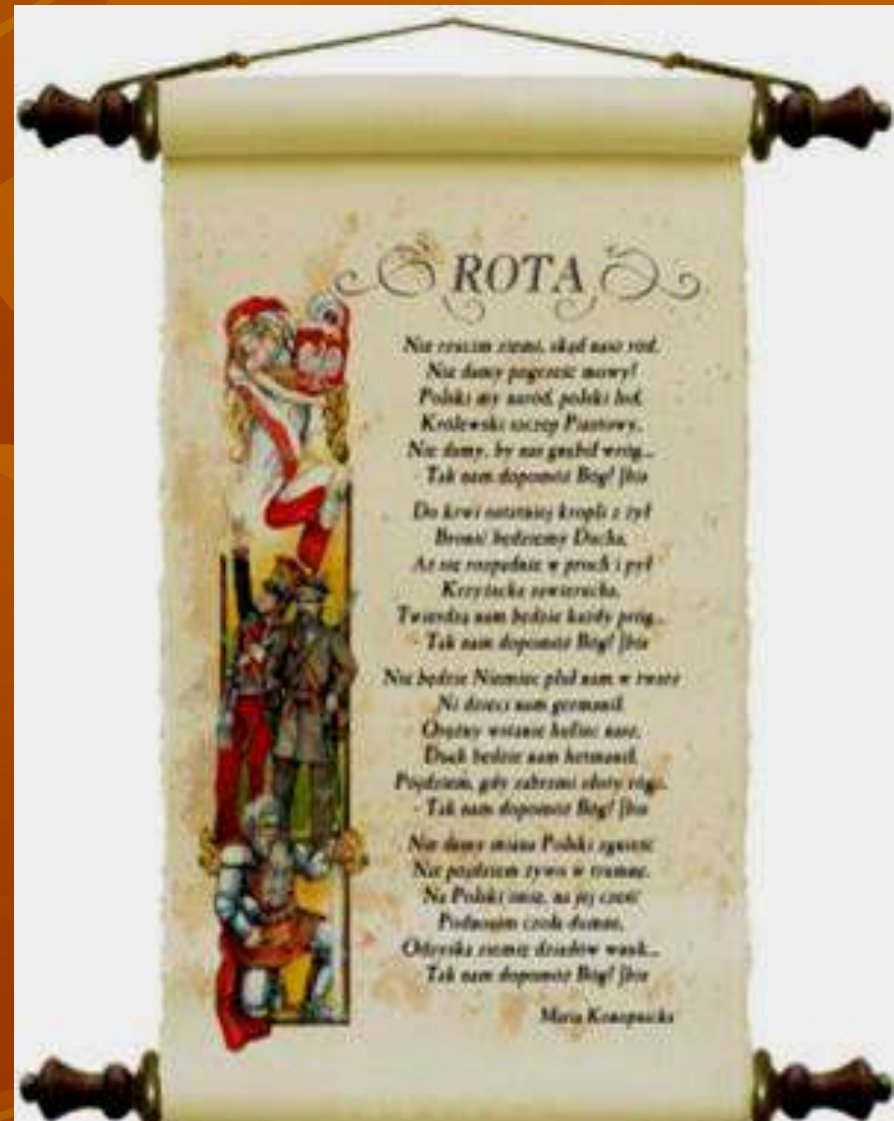 ROTA
Nie rzucim ziemi, skąd nasz ród,
Nie damy pogrześć mowy!
Polski my naród, polski lud,
Królewski szczep Piastowy,
Nie damy, by nas gnębił wróg...
Tak nam dopomóż Bóg! [bis
Do krwi ostatniej kropli z żył
Bronić będziemy Ducha,
Aż się rozpadnie w proch i pył
Krzyżacka zawierucha,
Twierdzą nam będzie każdy próg...
Tak nam dopomóż Bóg! [bis
Nie będzie Niemiec pluł nam w twarz
Ni dzieci nam germanił.
Orężny wstanie hufiec nasz,
Duch będzie nam hetmanił.
Pójdziem, gdy zabrzmi złoty róg...
Tak nam dopomóż Bóg! [bis
Nie damy miana Polski zgnieść
Nie pójdziem żywo w trumnę,
Na Polski imię, na jej cześć
Podnosim czoła dumne,
Odzyska ziemię dziadów wnuk...
Tak nam dopomóż Bóg! [bis
Maria Konopnicka